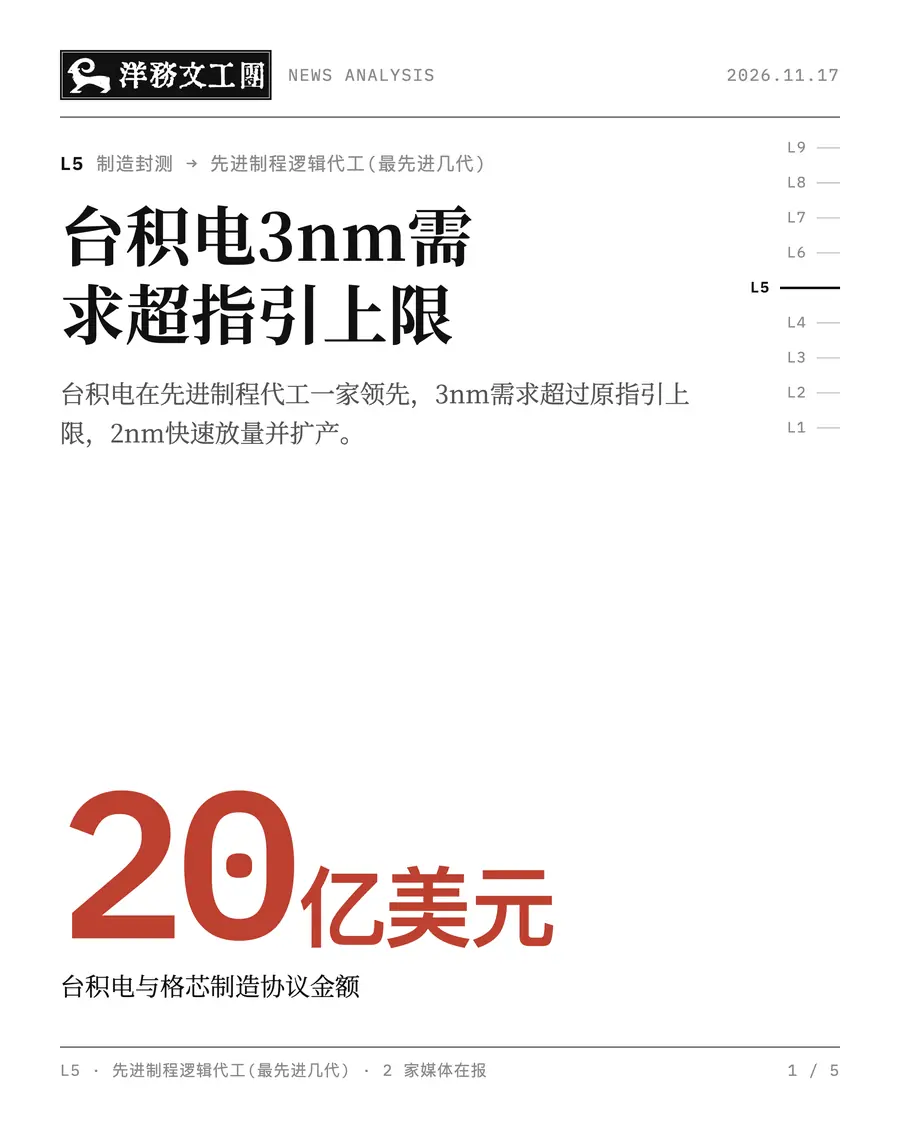 洋務文工團
NEWS ANALYSIS
2026.11.17
L5 制造封测 → 先进制程逻辑代工(最先进几代)
台积电3nm需
求超指引上限
台积电在先进制程代工一家领先，3nm需求超过原指引上
限，2nm快速放量并扩产。
L9
L8
L7
L6
L5
L4
L3
L2
L1
20亿美元
台积电与格芯制造协议金额
L5 · 先进制程逻辑代工(最先进几代) · 2 家媒体在报
1 / 5